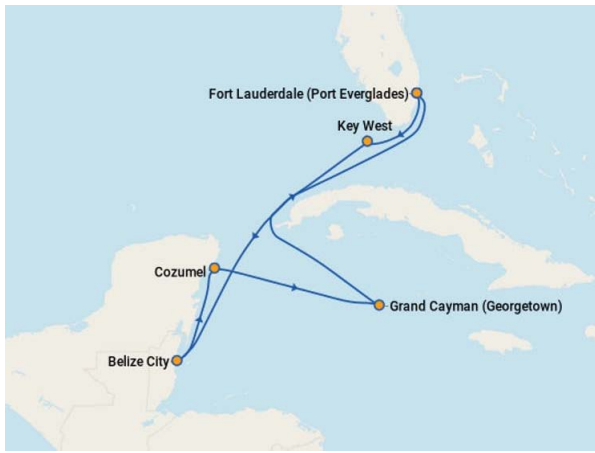 Fort Lauderdale (Port Everglades)
Key West
Cozumel
Grand Cayman (Georgetown)
Belize City